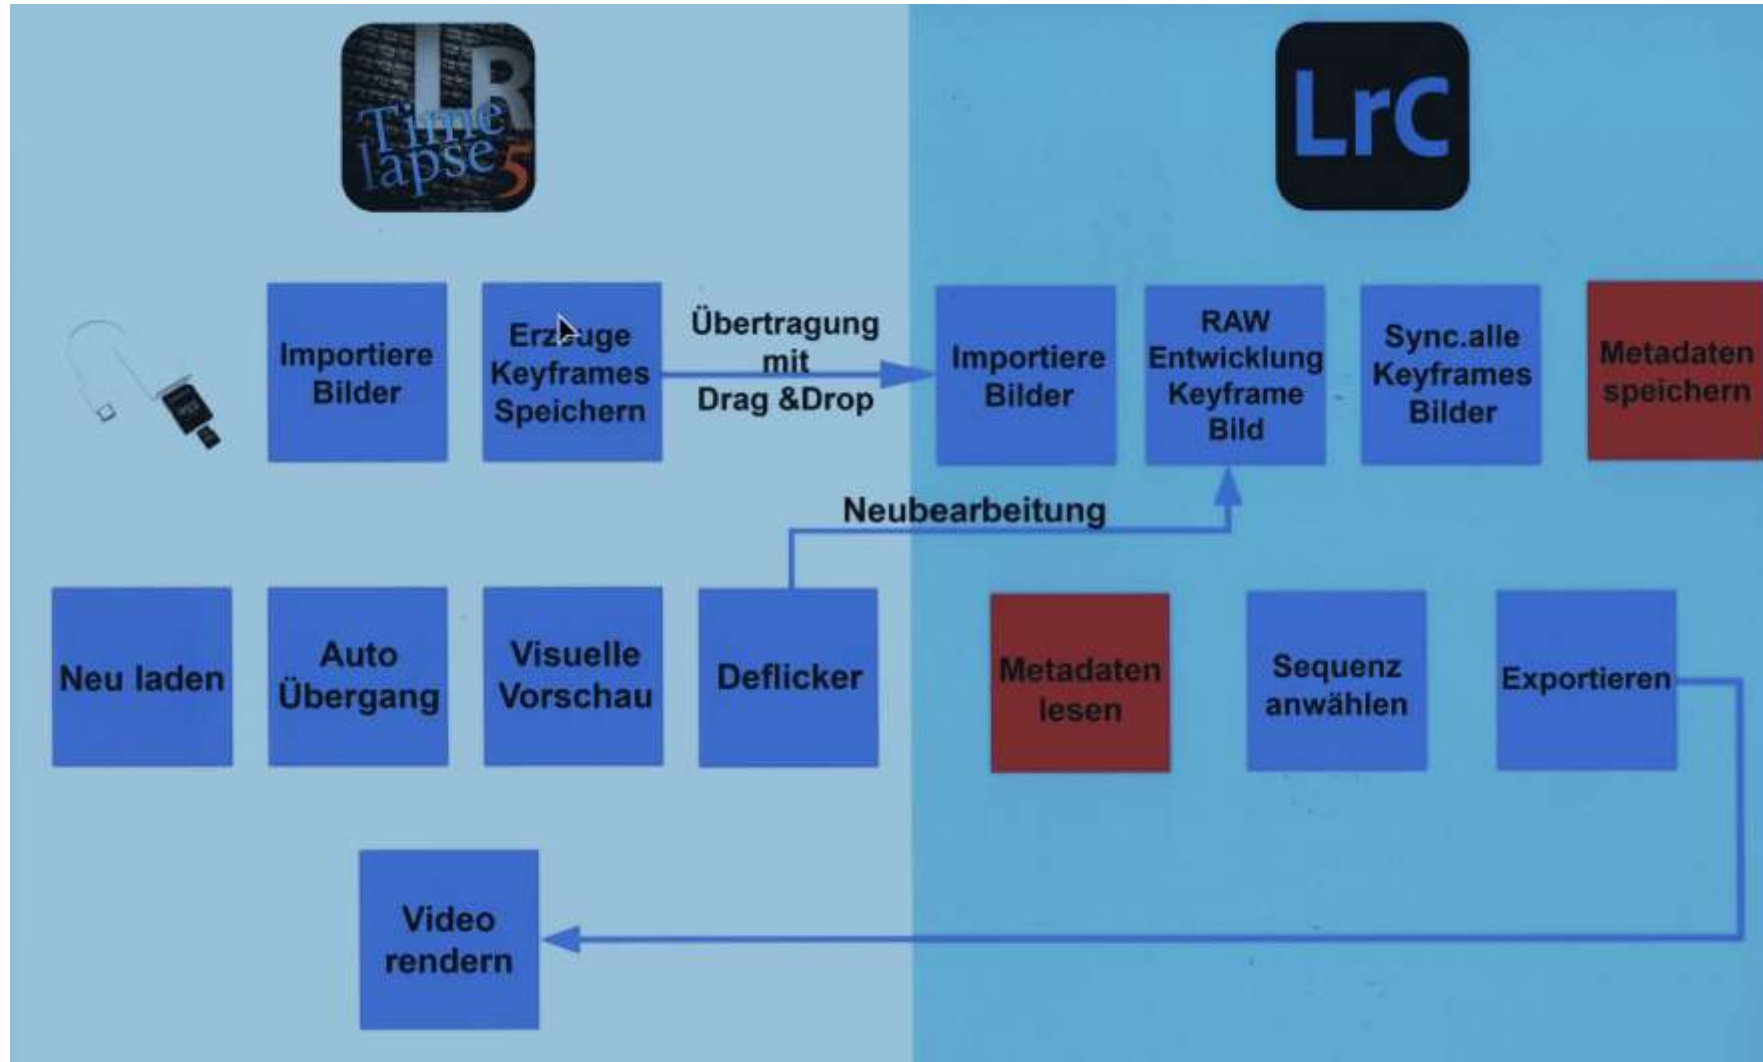 LR
Time
lapse 5
LrC
Importiere
Bilder
Erzeuge
Keyframes
Speichern
Übertragung
mit
Drag &Drop
Importiere
Bilder
RAW
Entwicklung
Keyframe
Bild
Sync.alle
Keyframes
Bilder
Metadaten
speichern
Neubearbeitung
Neu laden
Auto
Übergang
Visuelle
Vorschau
Deflicker
Metadaten
lesen
Sequenz
anwählen
Exportieren
Video
rendern